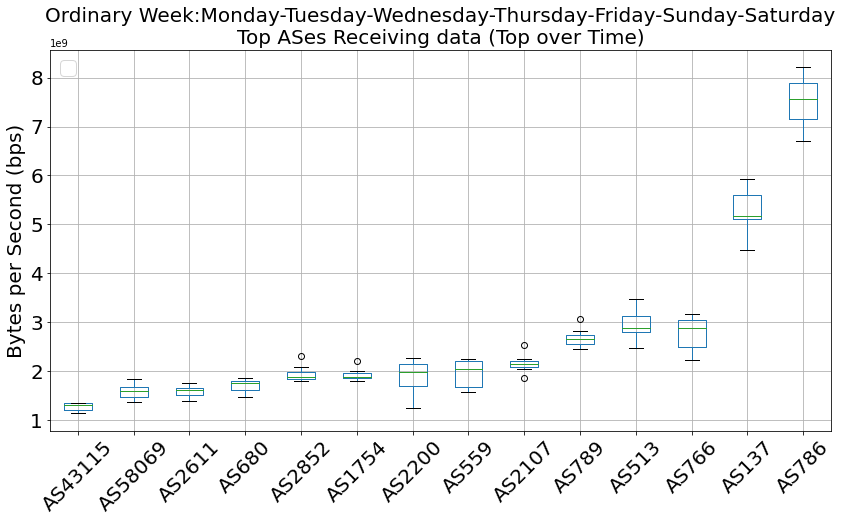 Ordinary Week:Monday-Tuesday-Wednesday-Thursday-Friday-Sunday-Saturday
Top ASes Receiving data (Top over Time)
1e9
Bytes per Second (bps)
8
7
6
5
4
3
2
1
AS43115
AS58069
AS2611
AS680
AS2852
AS1754
AS2200
AS559
AS2107
AS789
AS513
AS766
AS137
AS786